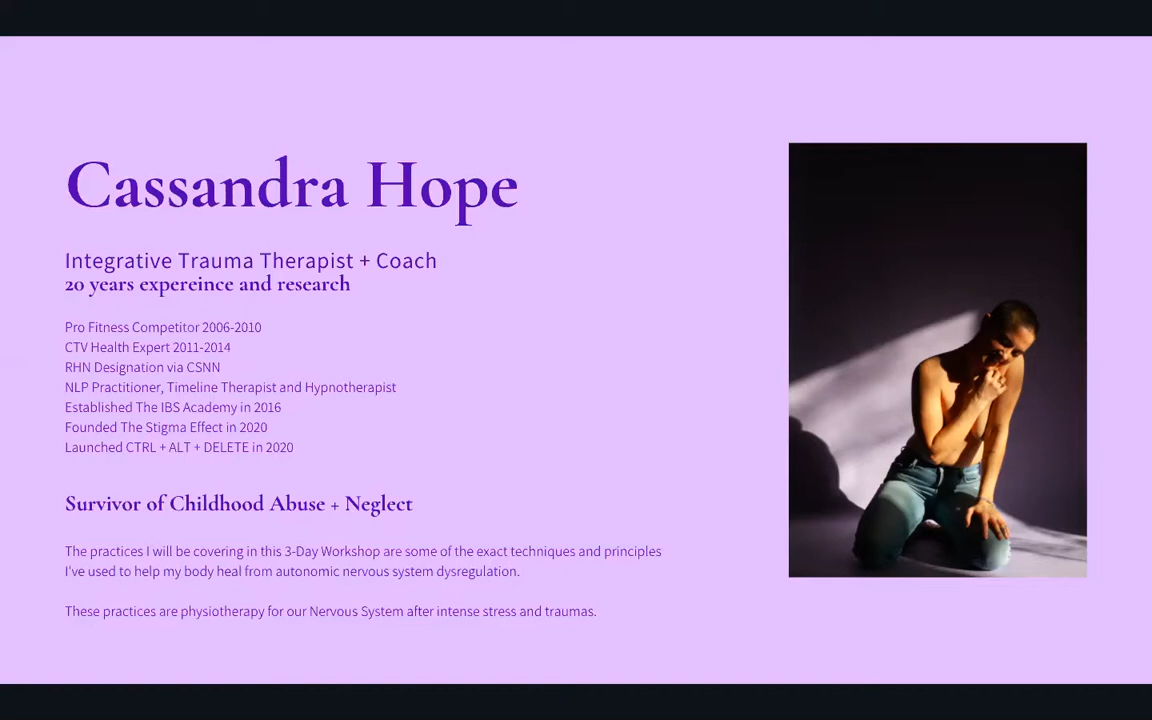 Cassandra Hope
Integrative Trauma Therapist + Coach
20 years expereince and research
Pro Fitness Competitor 2006-2010
CTV Health Expert 2011-2014
RHN Designation via CSNN
NLP Practitioner, Timeline Therapist and Hypnotherapist
Established The IBS Academy in 2016
Founded The Stigma Effect in 2020
Launched CTRL + ALT + DELETE in 2020
Survivor of Childhood Abuse + Neglect
The practices I will be covering in this 3-Day Workshop are some of the exact techniques and principles
I've used to help my body heal from autonomic nervous system dysregulation.
These practices are physiotherapy for our Nervous System after intense stress and traumas.